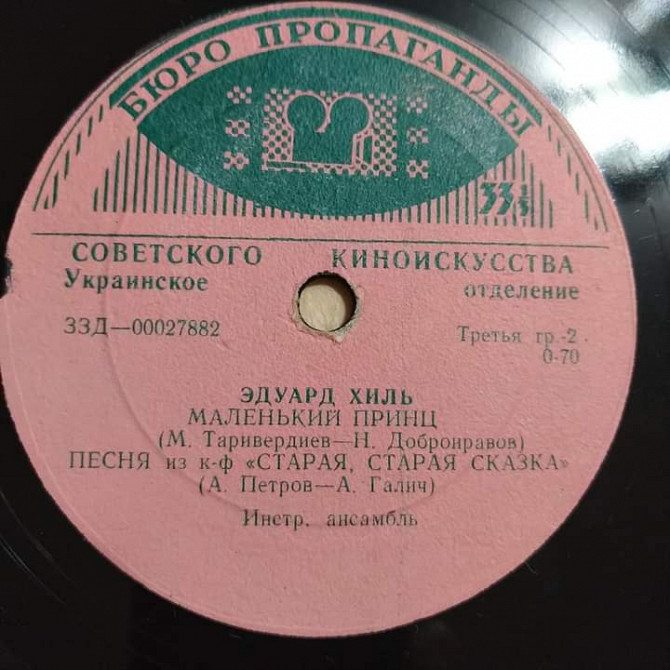 БЮРО ПРОПАГАНДЫ
33⅓
СОВЕТСКОГО КИНОИСКУССТВА
Украинское отделение
33Д—00027882
Третья гр.-2.
0-70
ЭДУАРД ХИЛЬ
МАЛЕНЬКИЙ ПРИНЦ
(М. Таривердиев—Н. Добронравов)
ПЕСНЯ из к-ф «СТАРАЯ, СТАРАЯ СКАЗКА»
(А. Петров—А. Галич)
Инстр. ансамбль